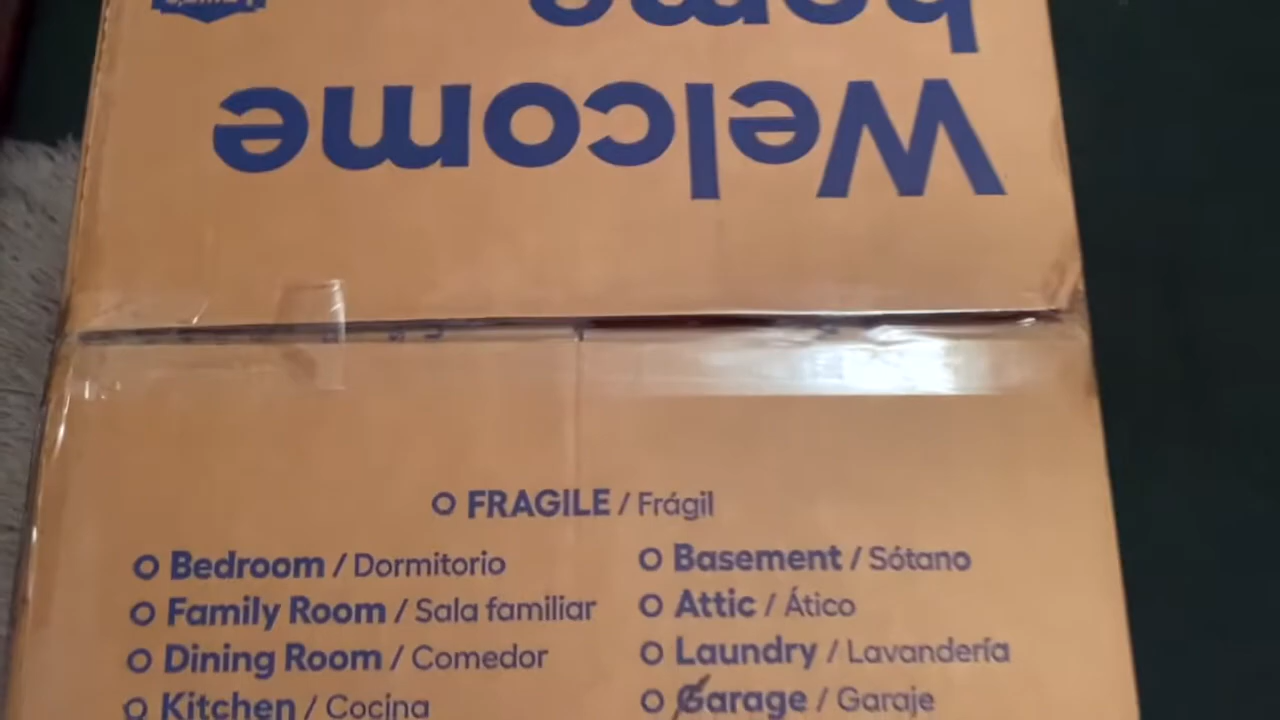 home
Welcome
O FRAGILE / Frágil
O Bedroom / Dormitorio
O Family Room / Sala familiar
O Dining Room / Comedor
O Kitchen / Cocina
O Basement / Sótano
O Attic / Ático
O Laundry / Lavandería
O Garage / Garaje